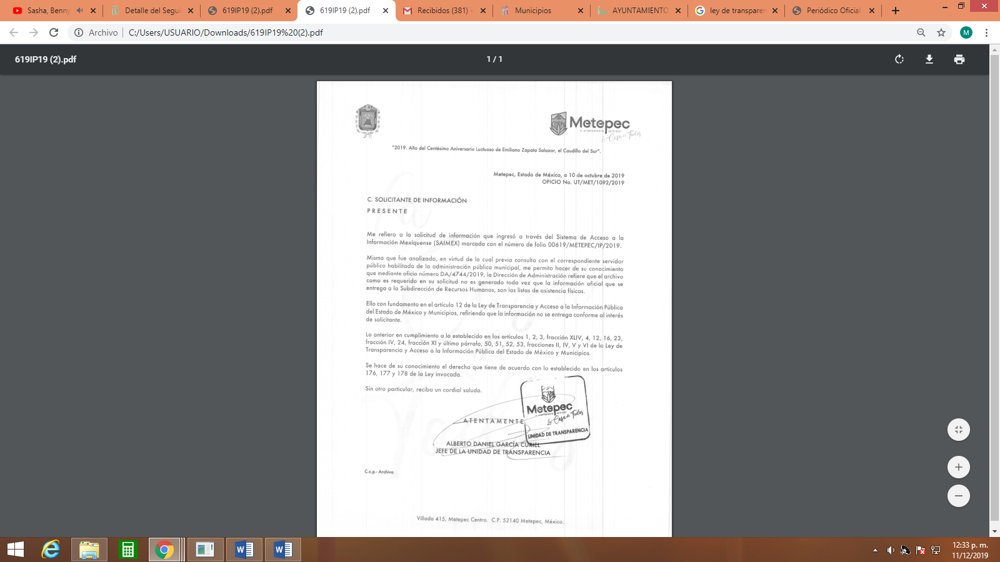 Sasha, Benny
Detalle del Segui
619IP19 (2).pdf
619IP19 (2).pdf
Recibidos (381) -
Municipios
AYUNTAMIENTO
ley de transparen
Periódico Oficial
Archivo
C:/Users/USUARIO/Downloads/619IP19%20(2).pdf
M
619IP19 (2).pdf
1 / 1
Metepec
La Casa de Todos
"2019. Año del Centésimo Aniversario Luctuoso de Emiliano Zapata Salazar, el Caudillo del Sur".
Metepec, Estado de México, a 10 de octubre de 2019
OFICIO No. UT/MET/1092/2019
C. SOLICITANTE DE INFORMACIÓN
P R E S E N T E
Me refiero a la solicitud de información que ingresó a través del Sistema de Acceso a la
Información Mexiquense (SAIMEX) marcada con el número de folio 00619/METEPEC/IP/2019.
Misma que fue analizada, en virtud de lo cual previa consulta con el correspondiente servidor
público habilitado de la administración pública municipal, me permito hacer de su conocimiento
que mediante oficio número DA/4744/2019, la Dirección de Administración refiere que el archivo
como es requerido en su solicitud no es generado toda vez que la información oficial que se
entrega a la Subdirección de Recursos Humanos, son las listas de asistencia físicas.
Ello con fundamento en el artículo 12 de la Ley de Transparencia y Acceso a la Información Pública
del Estado de México y Municipios, refiriendo que la información no se entrega conforme al interés
de solicitante.
Lo anterior en cumplimiento a lo establecido en los artículos 1, 2, 3, fracción XLIV, 4, 12, 16, 23,
fracción IV, 24, fracción XI y último párrafo, 50, 51, 52, 53, fracciones II, IV, V y VI de la Ley de
Transparencia y Acceso a la Información Pública del Estado de México y Municipios.
Se hace de su conocimiento el derecho que tiene de acuerdo con lo establecido en los artículos
176, 177 y 178 de la Ley invocada.
Sin otro particular, reciba un cordial saludo.
Metepec
La Casa de Todos
UNIDAD DE TRANSPARENCIA
A T E N T A M E N T E
ALBERTO DANIEL GARCÍA CURIEL
JEFE DE LA UNIDAD DE TRANSPARENCIA
C.c.p.- Archivo.
Villada 415, Metepec Centro. C.P. 52140 Metepec, México.
12:33 p. m.
11/12/2019